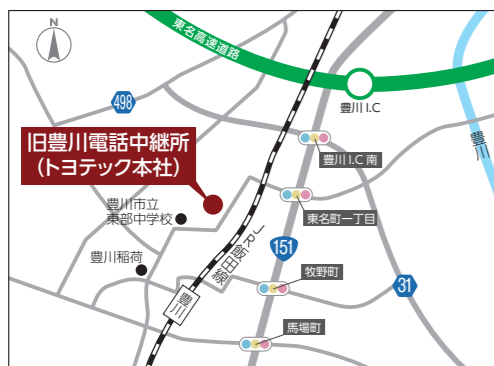 N
東名高速道路
498
豊川 I.C
豊川
旧豊川電話中継所
(トヨテック本社)
豊川 I.C 南
豊川市立
東部中学校
東名町一丁目
豊川稲荷
JR飯田線
151
牧野町
31
豊川
馬場町